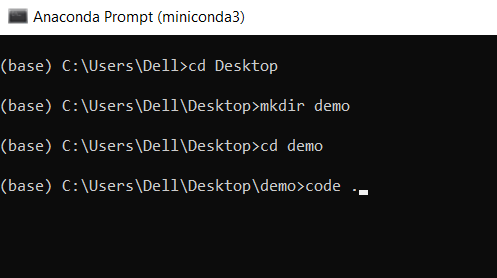 Anaconda Prompt (miniconda3)
(base) C:\Users\Dell>cd Desktop
(base) C:\Users\Dell\Desktop>mkdir demo
(base) C:\Users\Dell\Desktop>cd demo
(base) C:\Users\Dell\Desktop\demo>code .